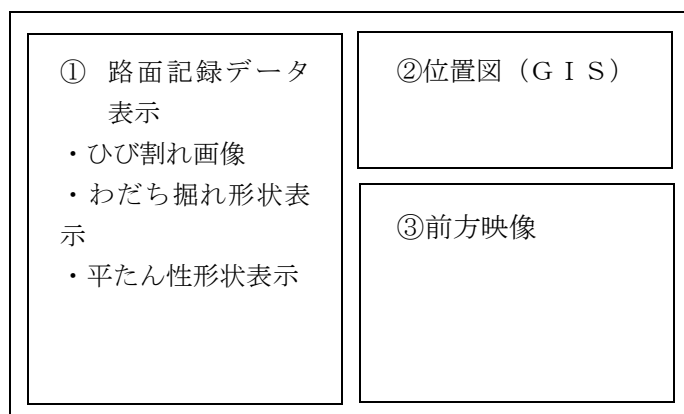 ① 路面記録データ
表示
・ひび割れ画像
・わだち掘れ形状表
示
・平たん性形状表示
②位置図（ＧＩＳ）
③前方映像